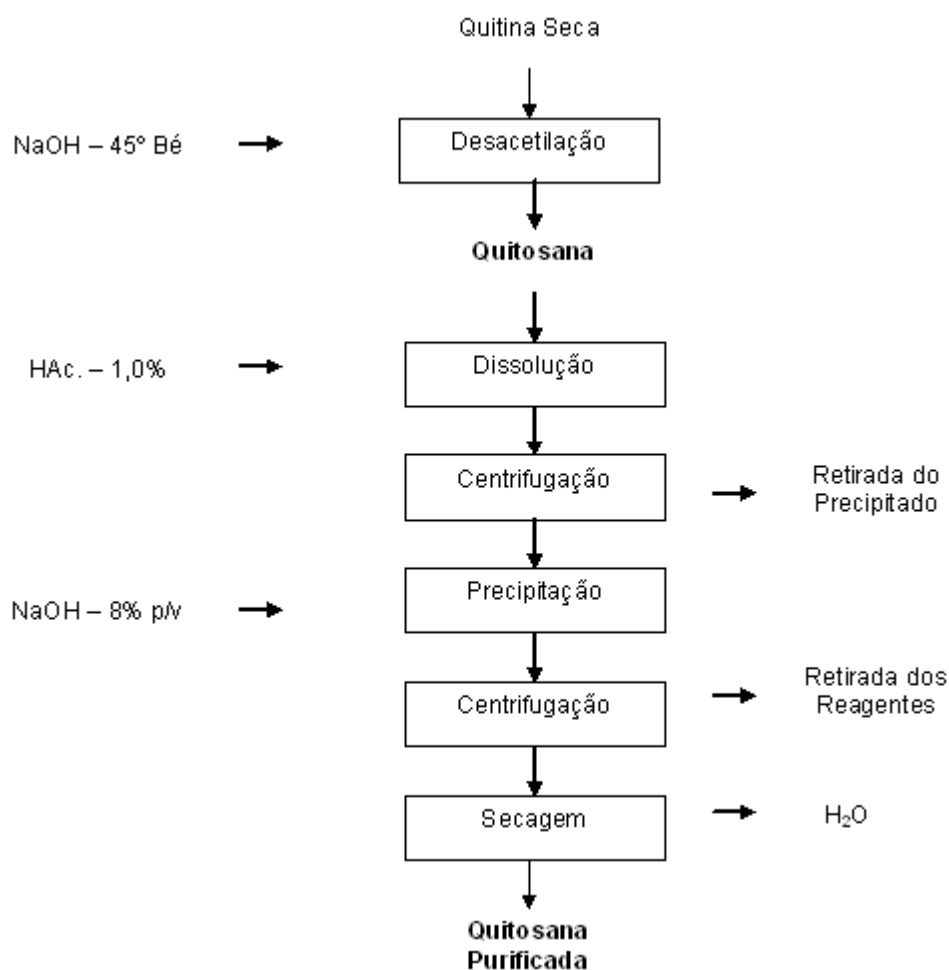 Quitina Seca
NaOH – 45° Bé
Desacetilação
Quitosana
HAc. – 1,0%
Dissolução
Centrifugação
Retirada do
Precipitado
NaOH – 8% p/v
Precipitação
Centrifugação
Retirada dos
Reagentes
Secagem
H₂O
Quitosana
Purificada